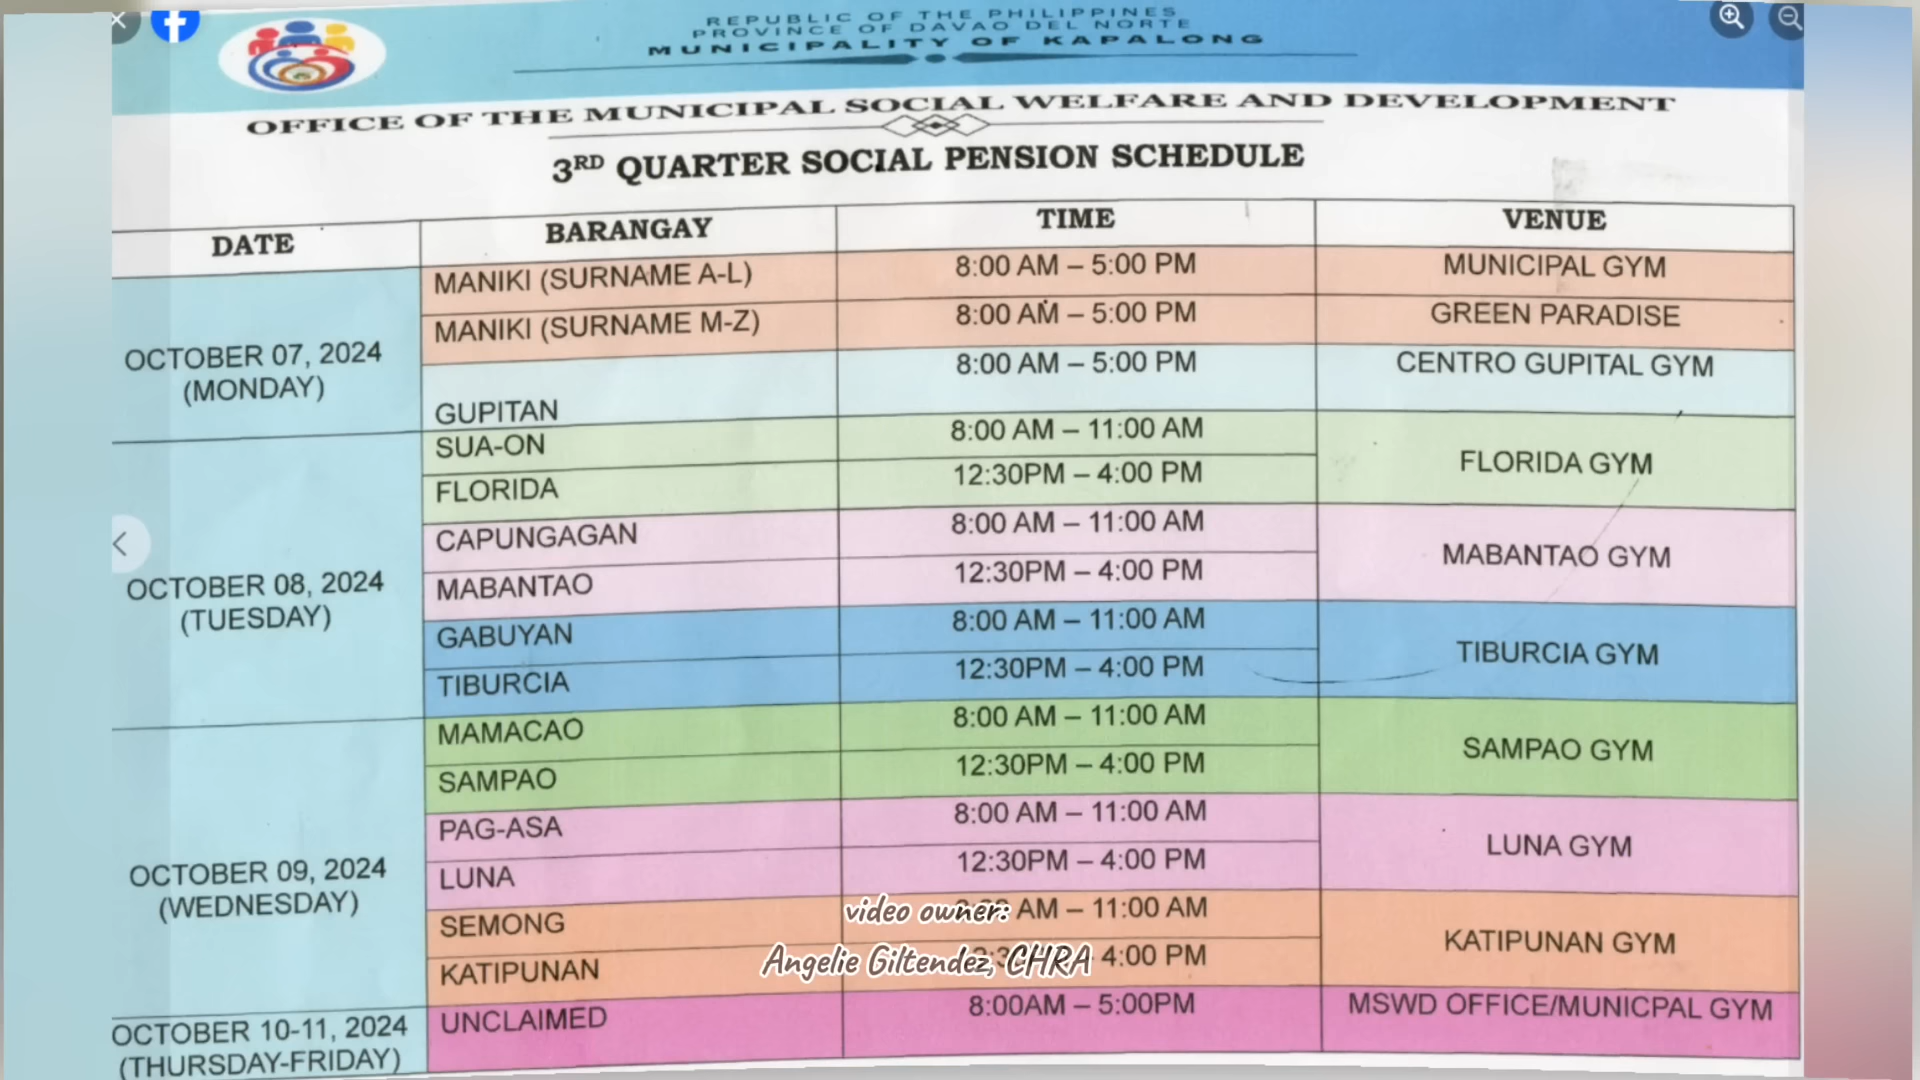 REPUBLIC OF THE PHILIPPINES
PROVINCE OF DAVAO DEL NORTE
MUNICIPALITY OF KAPALONG
OFFICE OF THE MUNICIPAL SOCIAL WELFARE AND DEVELOPMENT
3RD QUARTER SOCIAL PENSION SCHEDULE
DATE BARANGAY TIME VENUE
OCTOBER 07, 2024
(MONDAY)
MANIKI (SURNAME A-L) 8:00 AM – 5:00 PM MUNICIPAL GYM
MANIKI (SURNAME M-Z) 8:00 AM – 5:00 PM GREEN PARADISE
GUPITAN 8:00 AM – 5:00 PM CENTRO GUPITAL GYM
OCTOBER 08, 2024
(TUESDAY)
SUA-ON 8:00 AM – 11:00 AM FLORIDA GYM
FLORIDA 12:30PM – 4:00 PM
CAPUNGAGAN 8:00 AM – 11:00 AM MABANTAO GYM
MABANTAO 12:30PM – 4:00 PM
GABUYAN 8:00 AM – 11:00 AM TIBURCIA GYM
TIBURCIA 12:30PM – 4:00 PM
OCTOBER 09, 2024
(WEDNESDAY)
MAMACAO 8:00 AM – 11:00 AM SAMPAO GYM
SAMPAO 12:30PM – 4:00 PM
PAG-ASA 8:00 AM – 11:00 AM LUNA GYM
LUNA 12:30PM – 4:00 PM
SEMONG AM – 11:00 AM KATIPUNAN GYM
KATIPUNAN 4:00 PM
OCTOBER 10-11, 2024
(THURSDAY-FRIDAY)
UNCLAIMED 8:00AM – 5:00PM MSWD OFFICE/MUNICPAL GYM
video owner:
Angelie Giltendez, CHRA